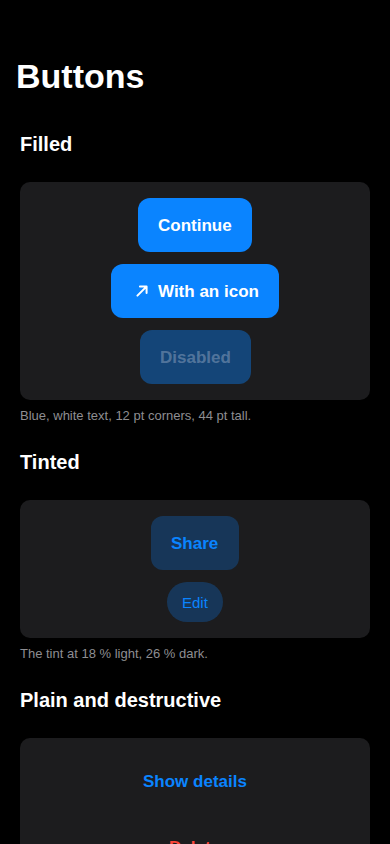 Buttons
Filled
Continue
With an icon
Disabled
Blue, white text, 12 pt corners, 44 pt tall.
Tinted
Share
Edit
The tint at 18 % light, 26 % dark.
Plain and destructive
Show details